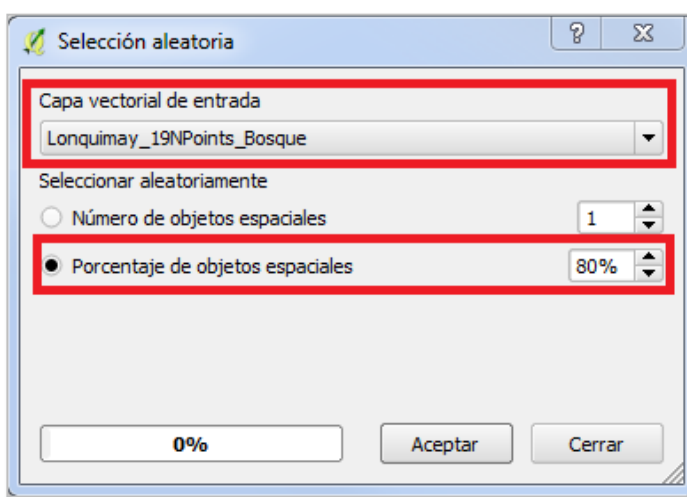 Selección aleatoria
Capa vectorial de entrada
Lonquimay_19NPoints_Bosque
Seleccionar aleatoriamente
Número de objetos espaciales 1
Porcentaje de objetos espaciales 80%
0% Aceptar Cerrar